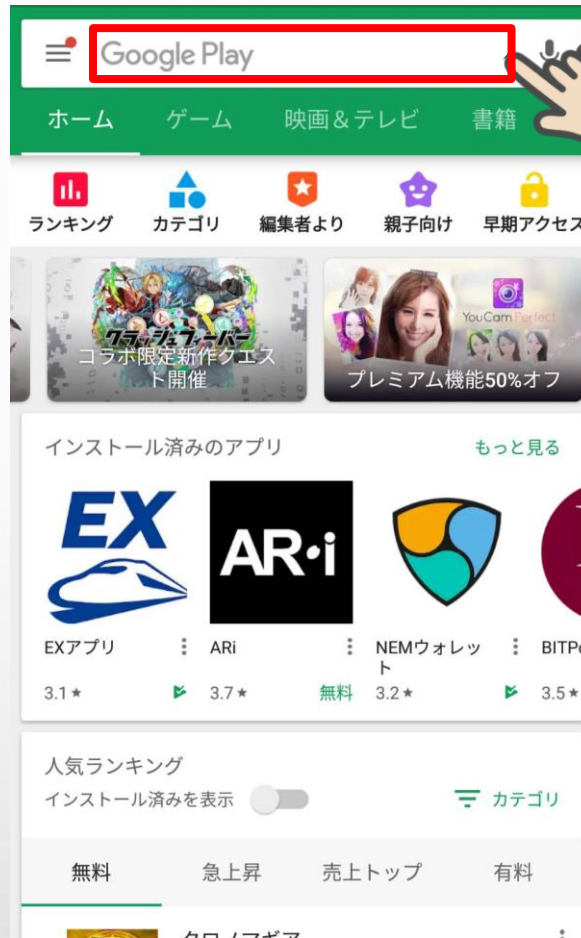 Google Play
ホーム ゲーム 映画&テレビ 書籍
ランキング カテゴリ 編集者より 親子向け 早期アクセス
クラッシュフィーバー
コラボ限定新作クエス
ト開催
YouCam Perfect
プレミアム機能50%オフ
インストール済みのアプリ もっと見る
EX
AR・i
EXアプリ ARi NEMウォレッ
ト
3.1★ 3.7★ 無料 3.2★ 3.5★
人気ランキング
インストール済みを表示 カテゴリ
無料 急上昇 売上トップ 有料